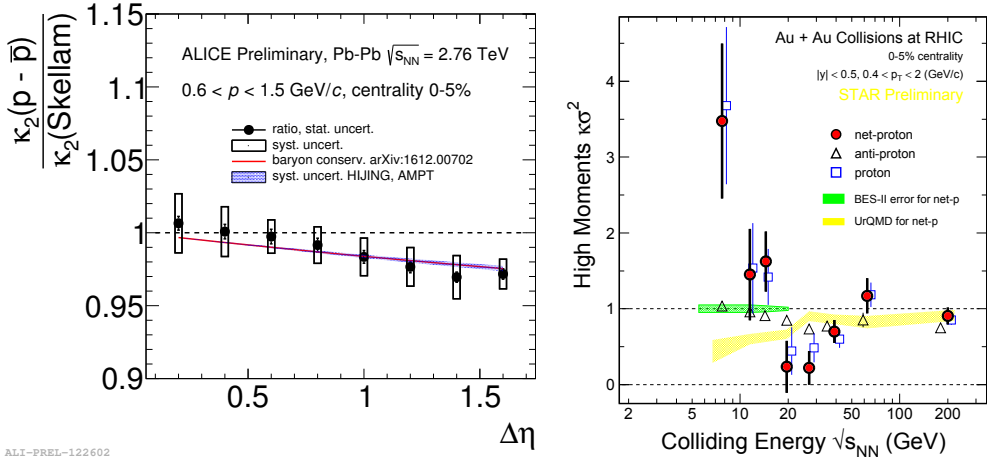 κ₂(p - p̅)
κ₂(Skellam)
1.15
1.1
1.05
1
0.95
0.9
ALICE Preliminary, Pb-Pb √sNN = 2.76 TeV
0.6 < p < 1.5 GeV/c, centrality 0-5%
ratio, stat. uncert.
syst. uncert.
baryon conserv. arXiv:1612.00702
syst. uncert. HIJING, AMPT
0.5 1 1.5
Δη
ALI-PREL-122602
High Moments κσ²
4
3
2
1
0
Au + Au Collisions at RHIC
0-5% centrality
|y| < 0.5, 0.4 < pT < 2 (GeV/c)
STAR Preliminary
net-proton
anti-proton
proton
BES-II error for net-p
UrQMD for net-p
2 5 10 20 50 100 200
Colliding Energy √sNN (GeV)